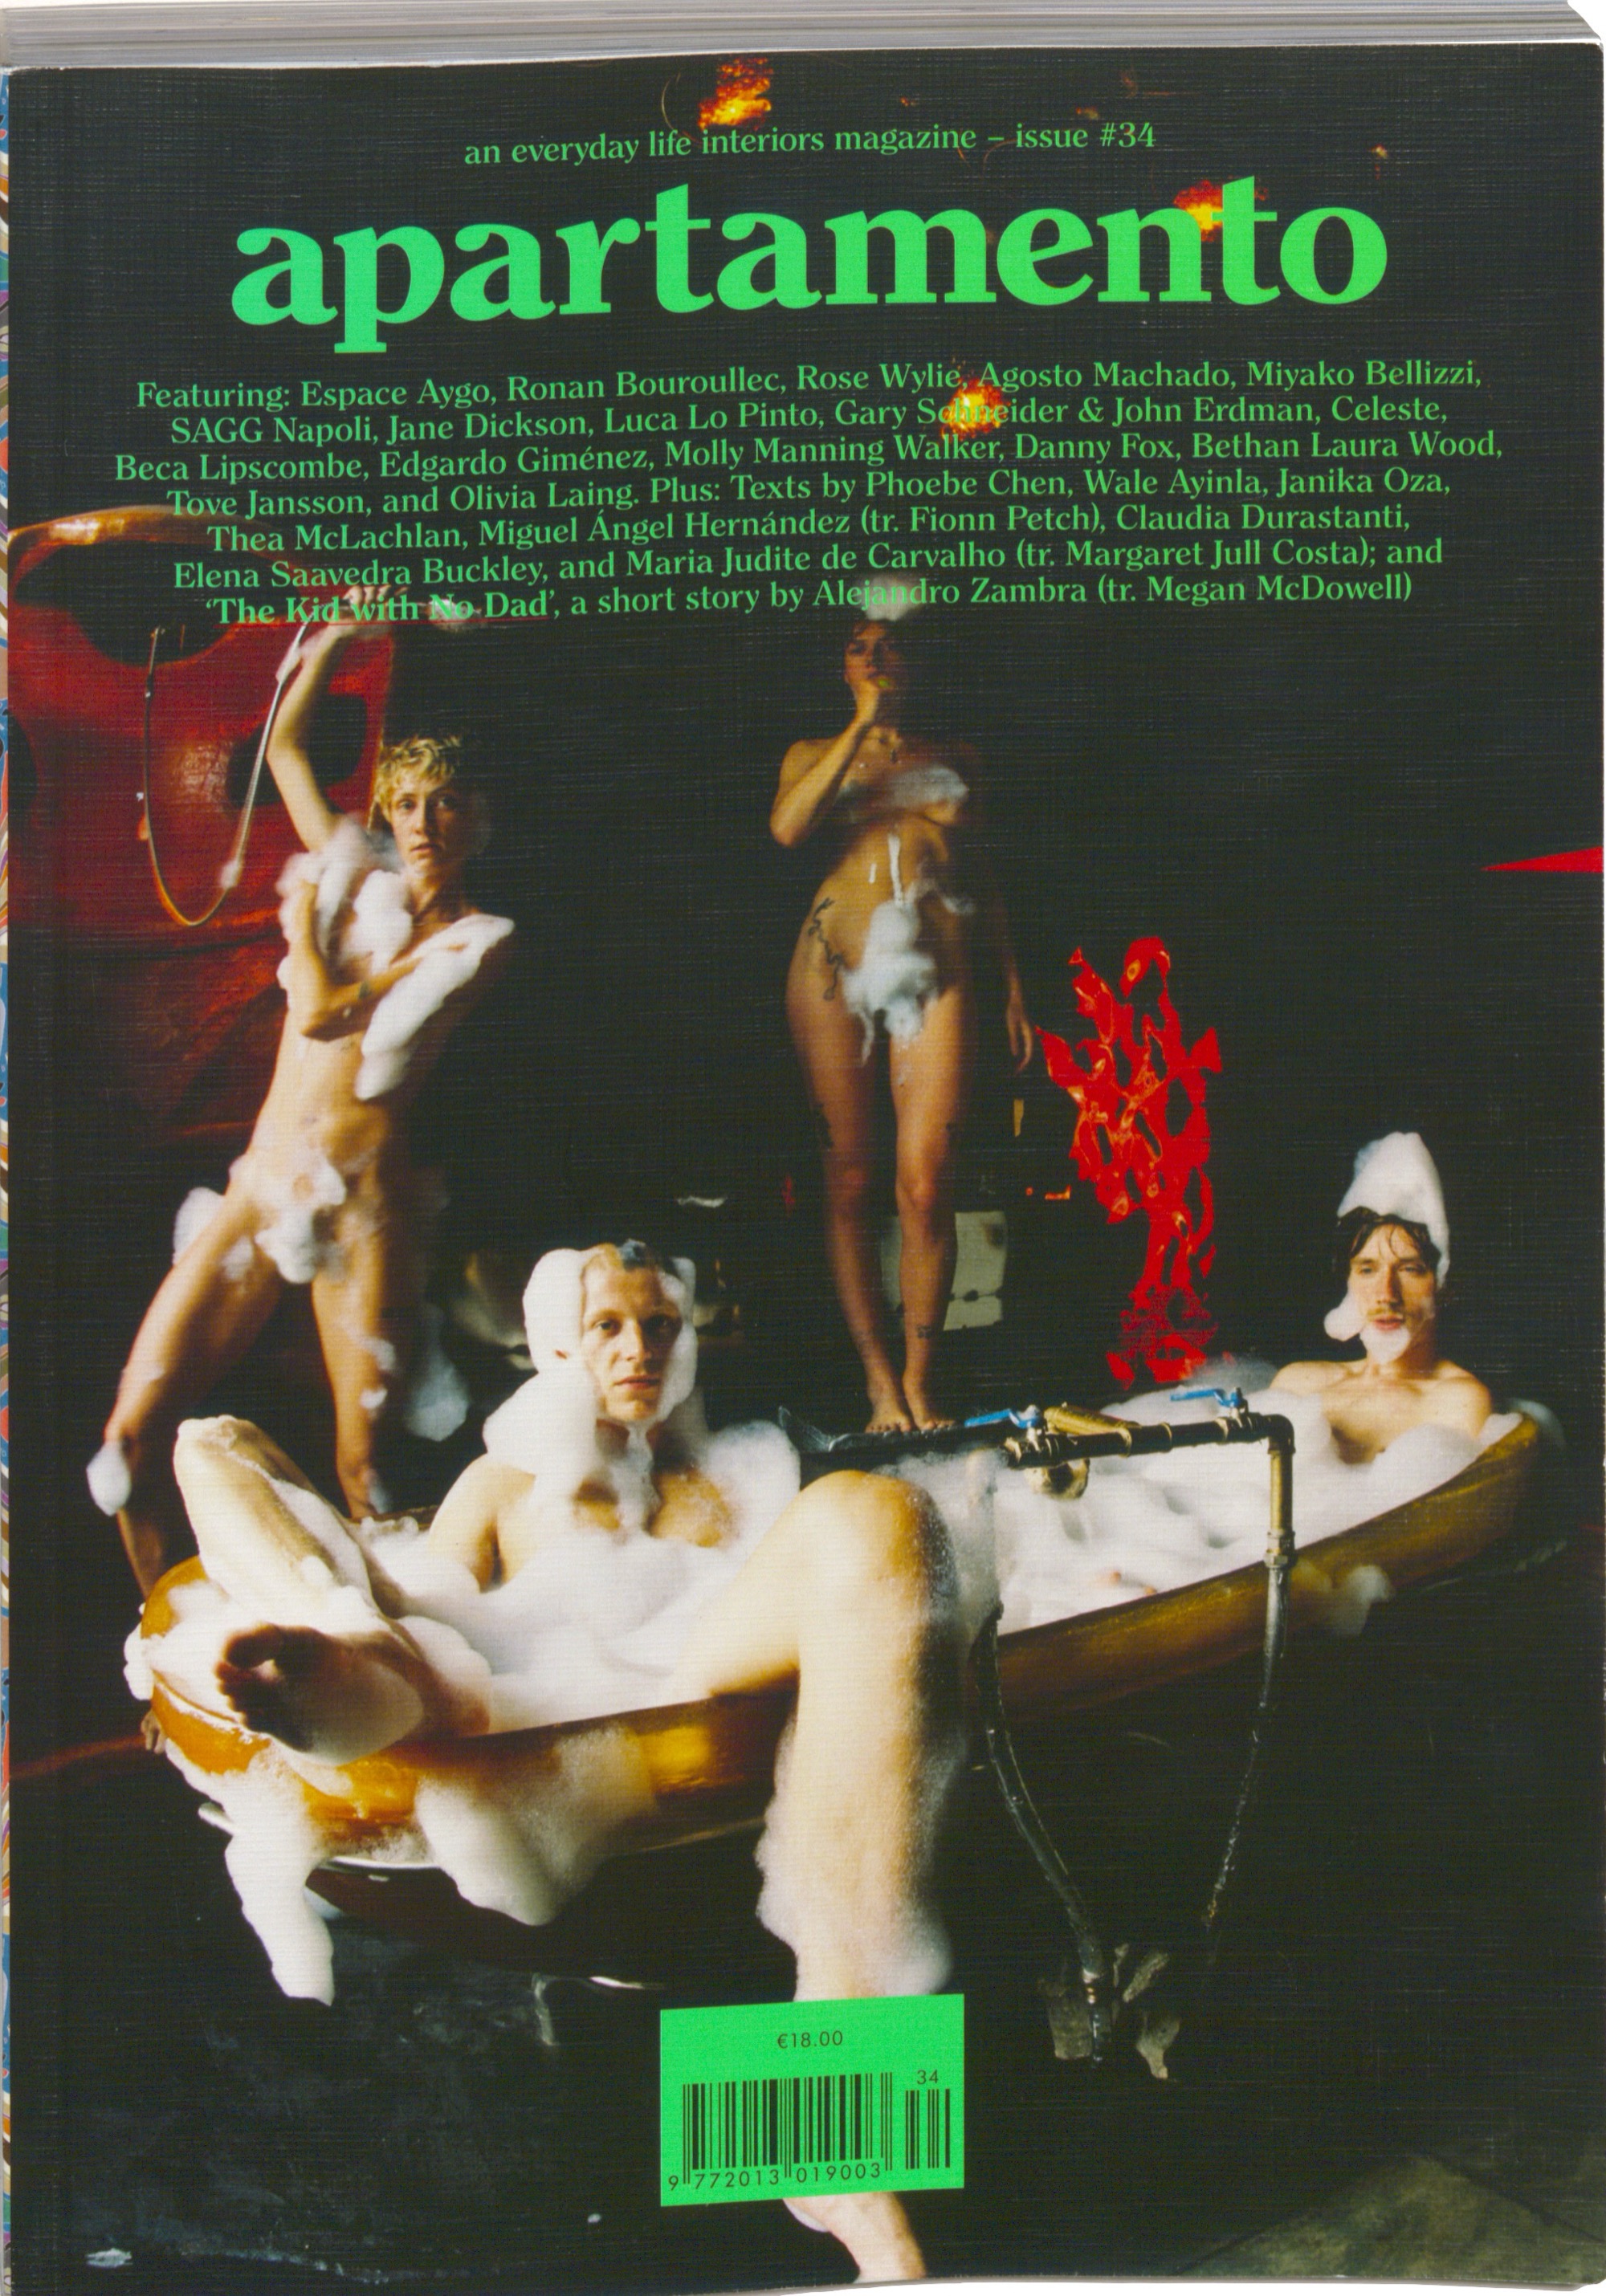 an everyday life interiors magazine – issue #34
apartamento
Featuring: Espace Aygo, Ronan Bouroullec, Rose Wylie, Agosto Machado, Miyako Bellizzi,
SAGG Napoli, Jane Dickson, Luca Lo Pinto, Gary Schneider & John Erdman, Celeste,
Beca Lipscombe, Edgardo Giménez, Molly Manning Walker, Danny Fox, Bethan Laura Wood,
Tove Jansson, and Olivia Laing. Plus: Texts by Phoebe Chen, Wale Ayinla, Janika Oza,
Thea McLachlan, Miguel Ángel Hernández (tr. Fionn Petch), Claudia Durastanti,
Elena Saavedra Buckley, and Maria Judite de Carvalho (tr. Margaret Jull Costa); and
‘The Kid with No Dad’, a short story by Alejandro Zambra (tr. Megan McDowell)
€18.00
34
9 772013 019003